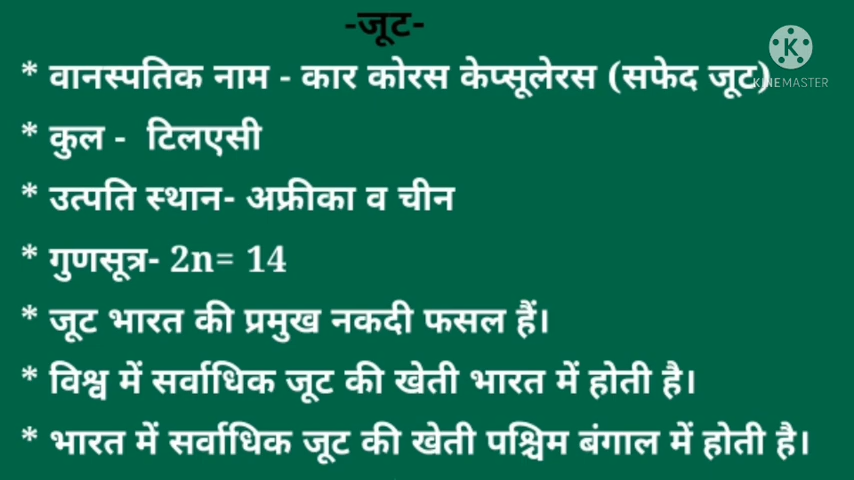 -जूट-
* वानस्पतिक नाम - कार कोरस केप्सूलेरस (सफेद जूट)
K
KINEMASTER
* कुल - टिलएसी
* उत्पति स्थान- अफ्रीका व चीन
* गुणसूत्र- 2n= 14
* जूट भारत की प्रमुख नकदी फसल हैं।
* विश्व में सर्वाधिक जूट की खेती भारत में होती है।
* भारत में सर्वाधिक जूट की खेती पश्चिम बंगाल में होती है।